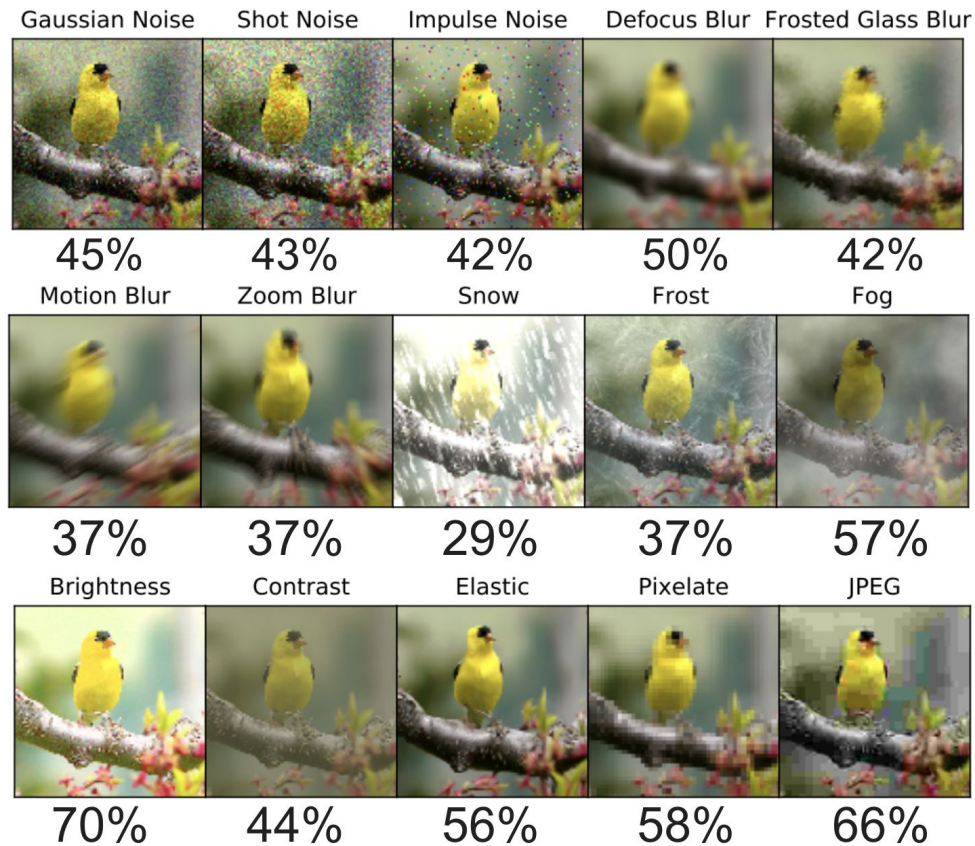 Gaussian Noise Shot Noise Impulse Noise Defocus Blur Frosted Glass Blur
45% 43% 42% 50% 42%
Motion Blur Zoom Blur Snow Frost Fog
37% 37% 29% 37% 57%
Brightness Contrast Elastic Pixelate JPEG
70% 44% 56% 58% 66%